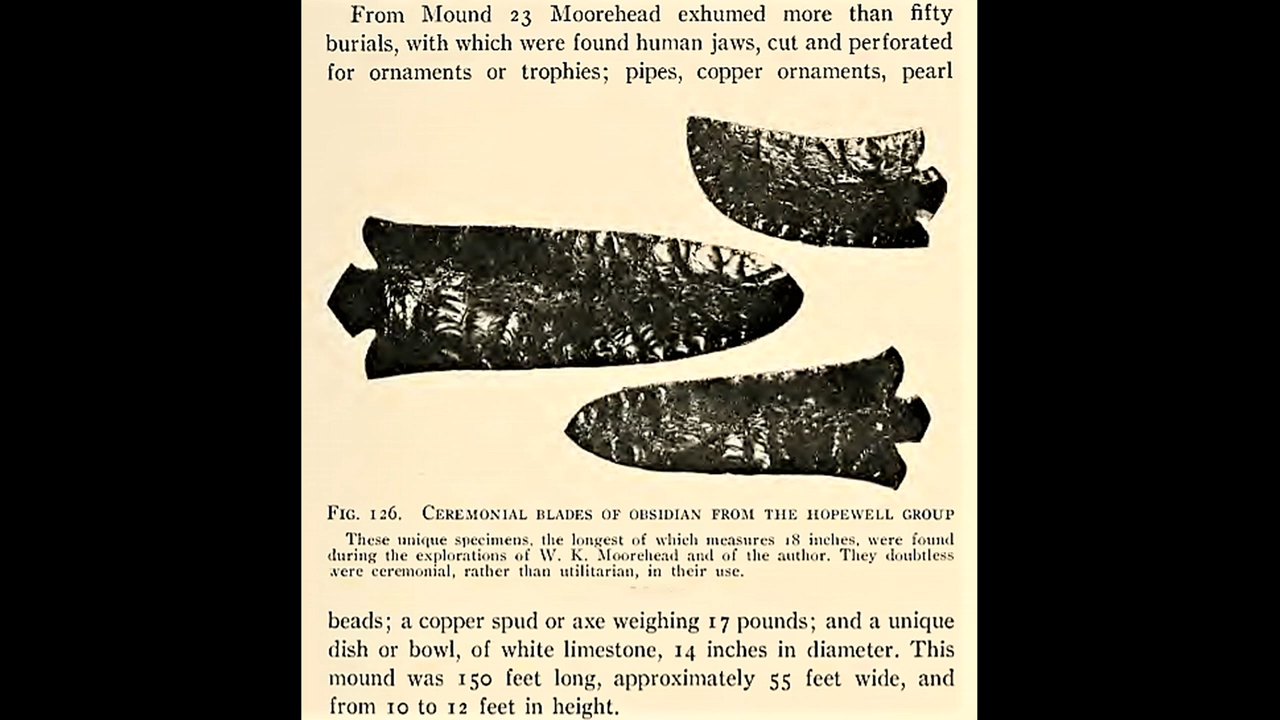 From Mound 23 Moorehead exhumed more than fifty
burials, with which were found human jaws, cut and perforated
for ornaments or trophies; pipes, copper ornaments, pearl
FIG. 126. CEREMONIAL BLADES OF OBSIDIAN FROM THE HOPEWELL GROUP
These unique specimens, the longest of which measures 18 inches, were found
during the explorations of W. K. Moorehead and of the author. They doubtless
were ceremonial, rather than utilitarian, in their use.
beads; a copper spud or axe weighing 17 pounds; and a unique
dish or bowl, of white limestone, 14 inches in diameter. This
mound was 150 feet long, approximately 55 feet wide, and
from 10 to 12 feet in height.